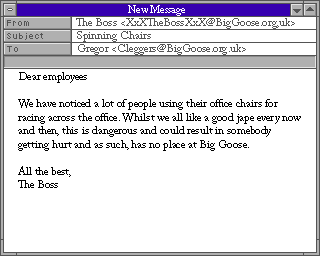 New Message
From The Boss <XxXTheBossXxX@BigGoose.org.uk>
Subject Spinning Chairs
To Gregor <Cleggers@BigGoose.org.uk>
Dear employees
We have noticed a lot of people using their office chairs for
racing across the office. Whilst we all like a good jape every now
and then, this is dangerous and could result in somebody
getting hurt and as such, has no place at Big Goose.
All the best,
The Boss